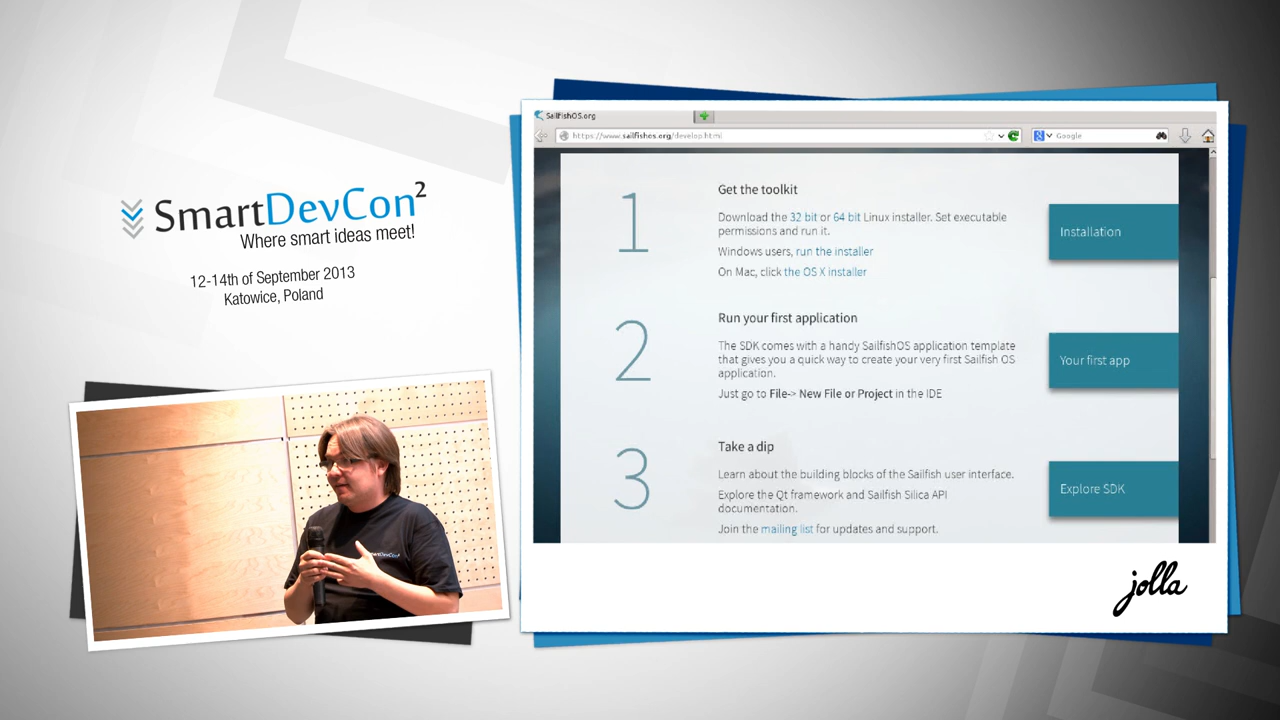 SmartDevCon²
Where smart ideas meet!
12-14th of September 2013
Katowice, Poland
SmartDevCon²
SailfishOS.org
https://www.sailfishos.org/develop.html
Google
1
Get the toolkit
Download the 32 bit or 64 bit Linux installer. Set executable
permissions and run it.
Windows users, run the installer
On Mac, click the OS X installer
Installation
2
Run your first application
The SDK comes with a handy SailfishOS application template
that gives you a quick way to create your very first Sailfish OS
application.
Just go to File-> New File or Project in the IDE
Your first app
3
Take a dip
Learn about the building blocks of the Sailfish user interface.
Explore the Qt framework and Sailfish Silica API
documentation.
Join the mailing list for updates and support.
Explore SDK
jolla